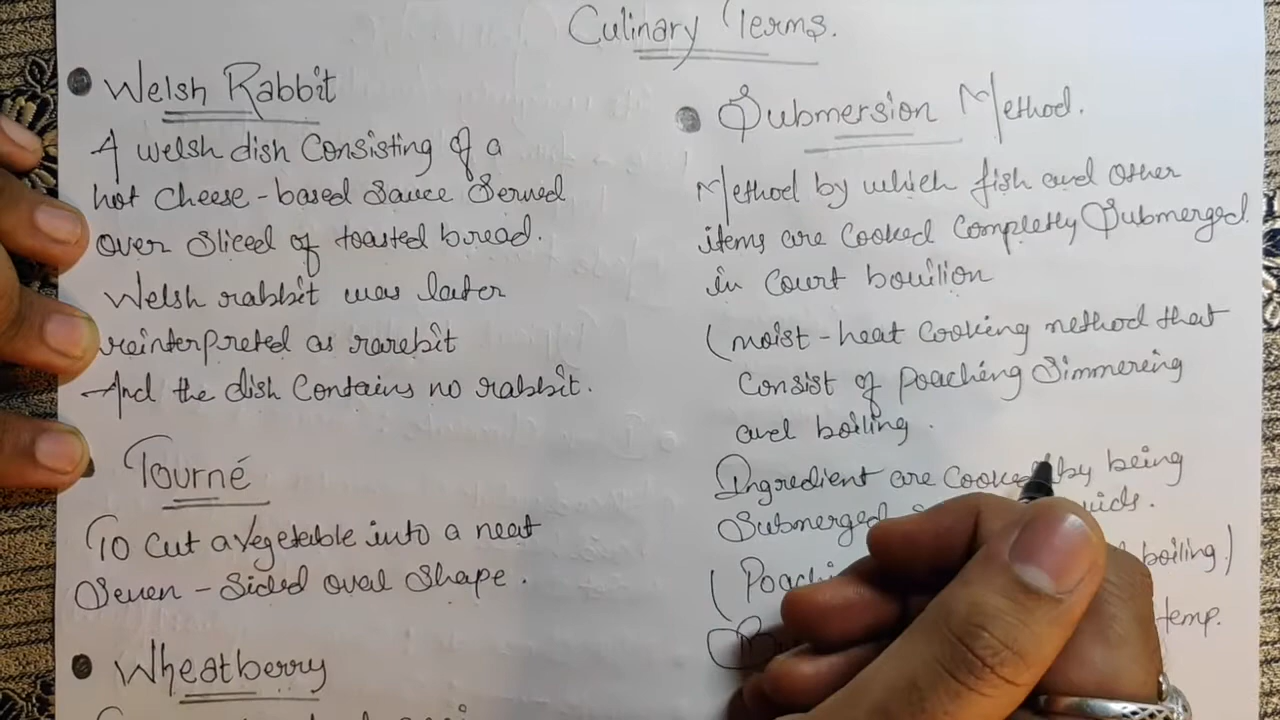 Culinary Terms.
Welsh Rabbit
A welsh dish Consisting of a
hot cheese-based Sauce Served
over sliced of toasted bread.
Welsh rabbit was later
reinterpreted as rarebit
And the dish Contains no rabbit.
Tourné
To cut a vegetable into a neat
Seven-Sided oval shape.
Wheatberry
Submersion Method.
Method by which fish and other
items are cooked completly Submerged
in Court bouilion
(moist-heat cooking method that
Consist of Poaching Simmering
and boiling.
Ingredient are cooked by being
Submerged
boiling)
temp.